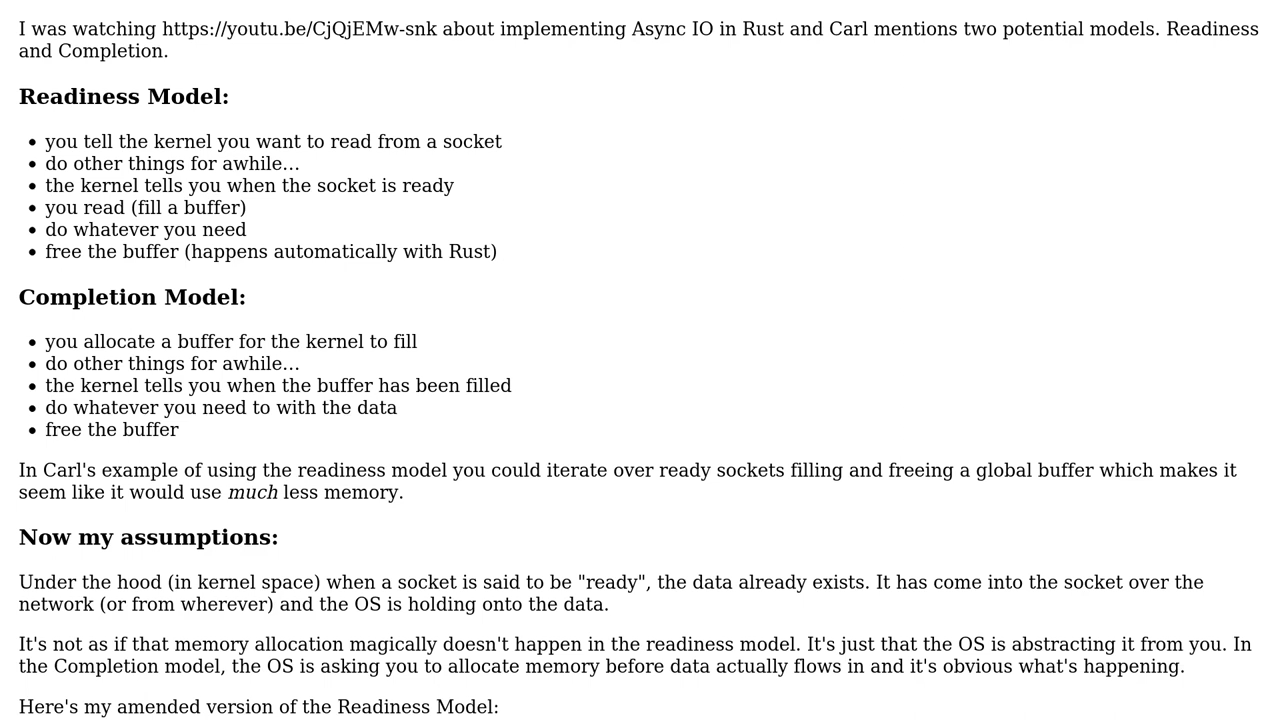 I was watching https://youtu.be/CjQjEMw-snk about implementing Async IO in Rust and Carl mentions two potential models. Readiness
and Completion.
Readiness Model:
• you tell the kernel you want to read from a socket
• do other things for awhile...
• the kernel tells you when the socket is ready
• you read (fill a buffer)
• do whatever you need
• free the buffer (happens automatically with Rust)
Completion Model:
• you allocate a buffer for the kernel to fill
• do other things for awhile...
• the kernel tells you when the buffer has been filled
• do whatever you need to with the data
• free the buffer
In Carl's example of using the readiness model you could iterate over ready sockets filling and freeing a global buffer which makes it
seem like it would use much less memory.
Now my assumptions:
Under the hood (in kernel space) when a socket is said to be "ready", the data already exists. It has come into the socket over the
network (or from wherever) and the OS is holding onto the data.
It's not as if that memory allocation magically doesn't happen in the readiness model. It's just that the OS is abstracting it from you. In
the Completion model, the OS is asking you to allocate memory before data actually flows in and it's obvious what's happening.
Here's my amended version of the Readiness Model: